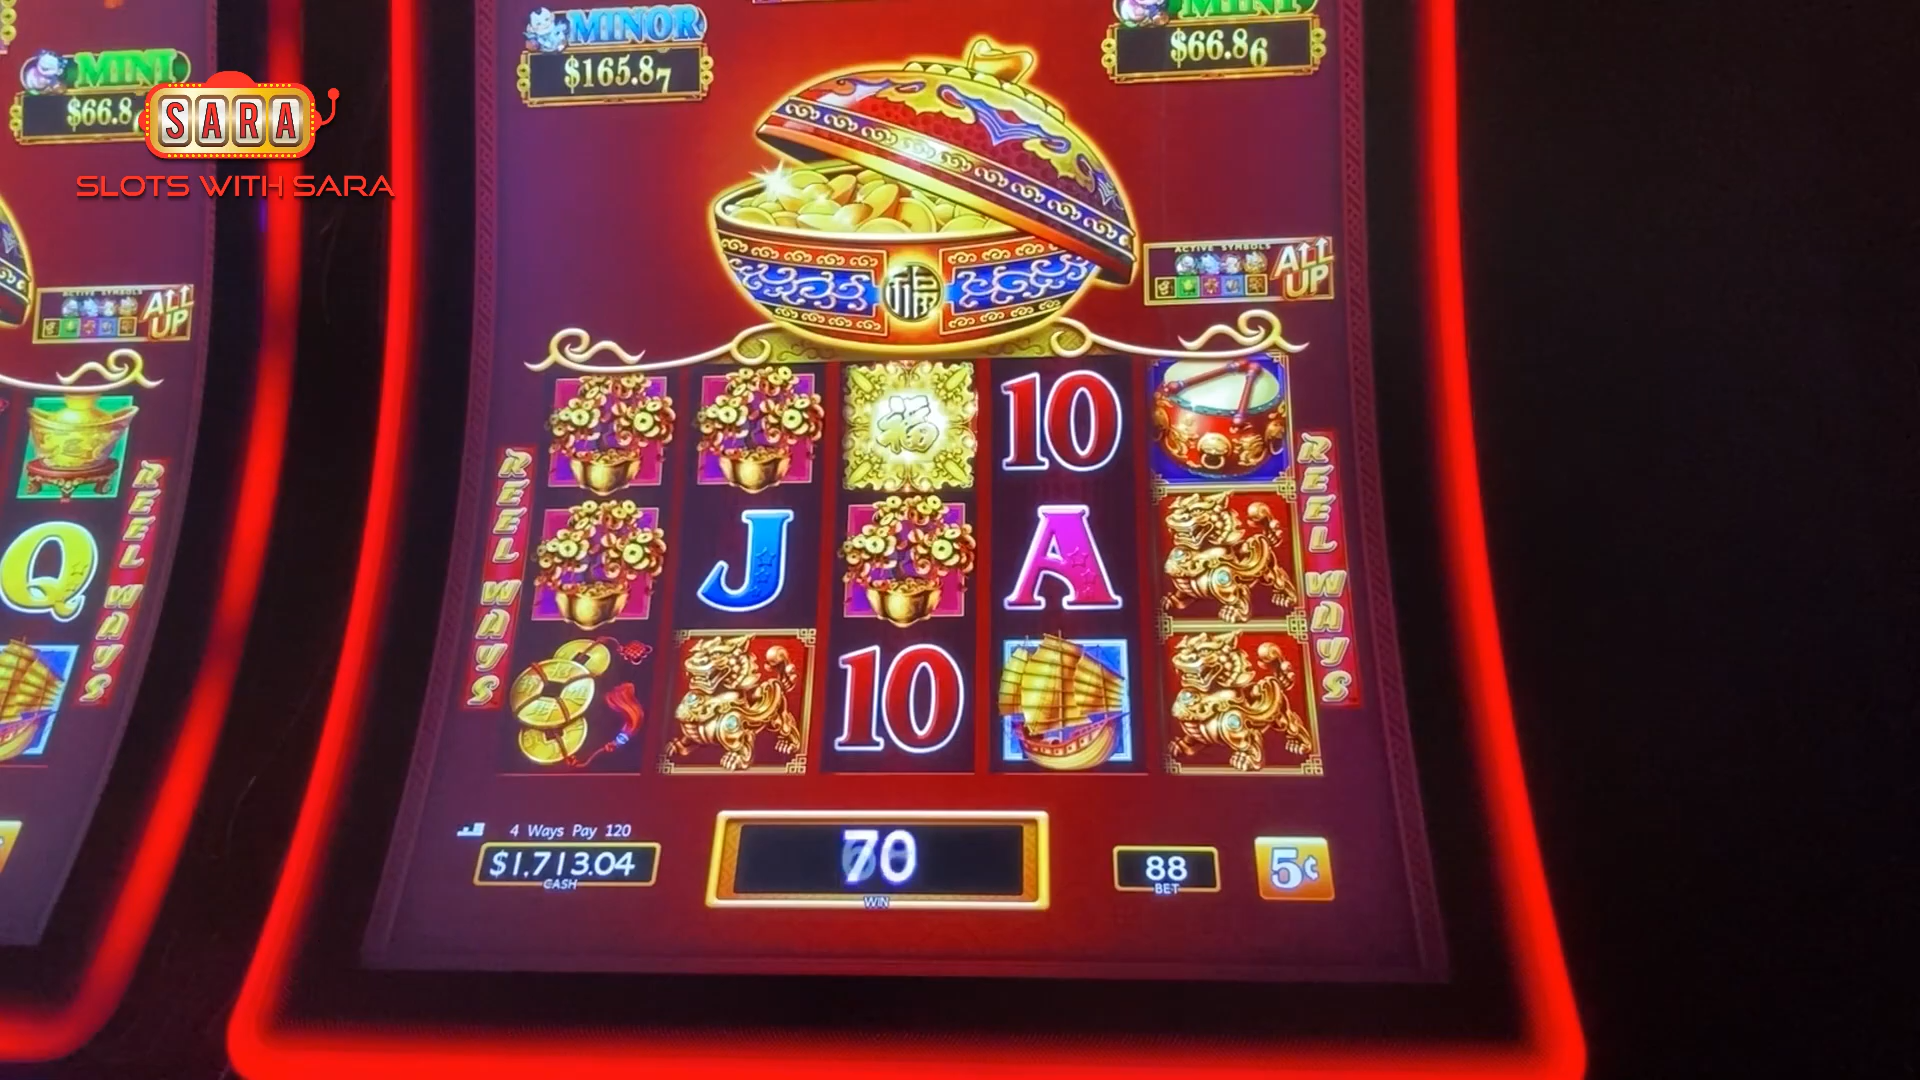 MINOR
$165.87
MINI
$66.86
MINI
$66.8
SARA
SLOTS WITH SARA
ACTIVE SYMBOLS
ALL
UP
ACTIVE SYMBOLS
ALL
UP
福
福
10
J
A
10
Q
REEL WAYS
REEL WAYS
REEL WAYS
4 Ways Pay 120
$1,713.04
CASH
70
WIN
88
BET
5¢